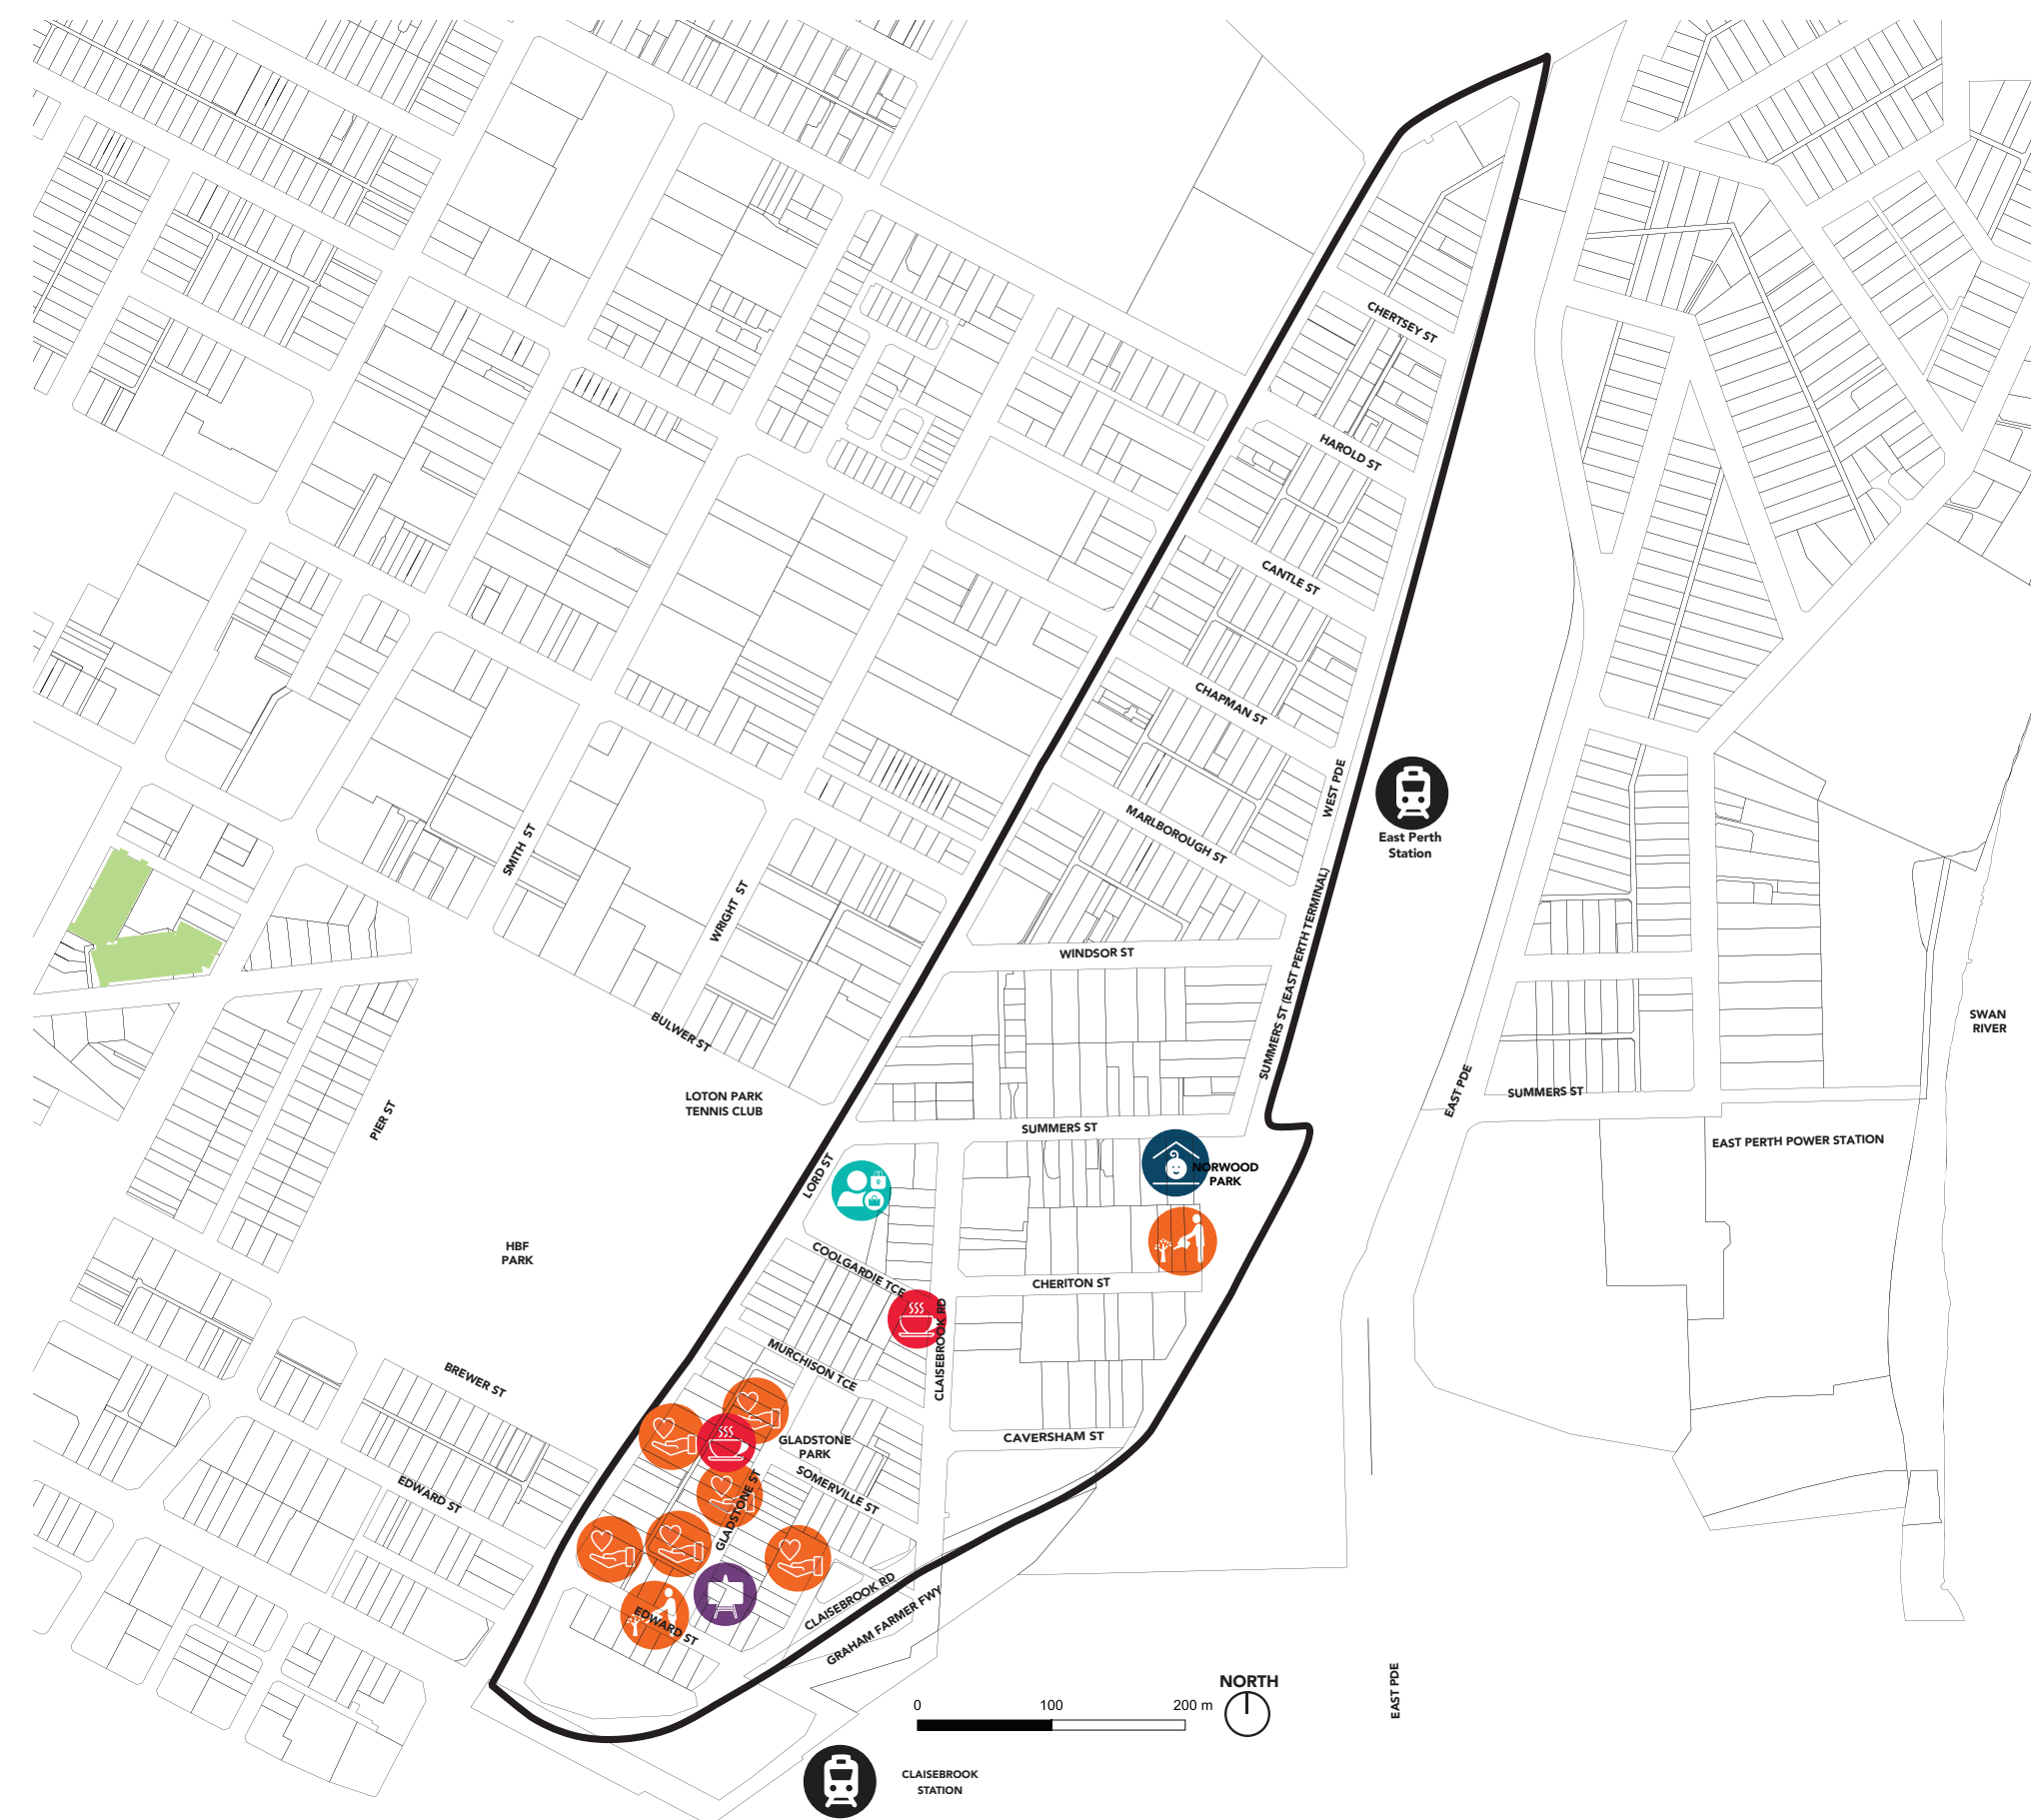 CHERTSEY ST
HAROLD ST
CANTLE ST
CHAPMAN ST
WEST PDE
East Perth
Station
MARLBOROUGH ST
SMITH ST
WRIGHT ST
WINDSOR ST
SUMMERS ST (EAST PERTH TERMINAL)
SWAN
RIVER
BULWER ST
LOTON PARK
TENNIS CLUB
PIER ST
EAST PDE
SUMMERS ST
SUMMERS ST
EAST PERTH POWER STATION
LORD ST
NORWOOD
PARK
HBF
PARK
COOLGARDIE TCE
CHERITON ST
CLAISEBROOK RD
MURCHISON TCE
BREWER ST
GLADSTONE
PARK
CAVERSHAM ST
SOMERVILLE ST
EDWARD ST
GLADSTONE ST
CLAISEBROOK RD
EDWARD ST
GRAHAM FARMER FWY
NORTH
0 100 200 m
EAST PDE
CLAISEBROOK
STATION